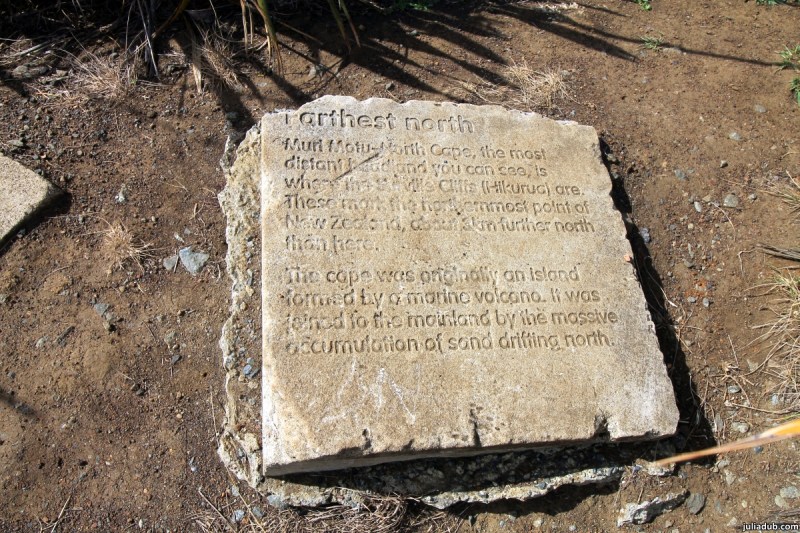 Farthest north
Muri Motu-North Cape, the most
distant headland you can see, is
where the Surville Cliffs (Hikurua) are.
These mark the northernmost point of
New Zealand, about 3km further north
than here.
The cape was originally an island
formed by a marine volcano. It was
joined to the mainland by the massive
accumulation of sand drifting north.
juliadub.com